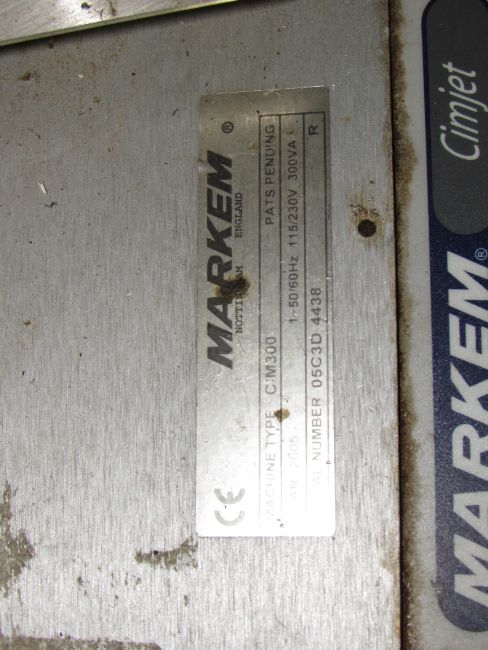 MARKEM ®
NOTTINGHAM ENGLAND
MACHINE TYPE CIM300 PATS PENDING
AR 2005 1~50/60Hz 115/230V 300VA
AL NUMBER 05C3D 4438 R
CE
Cimjet
MARKEM®